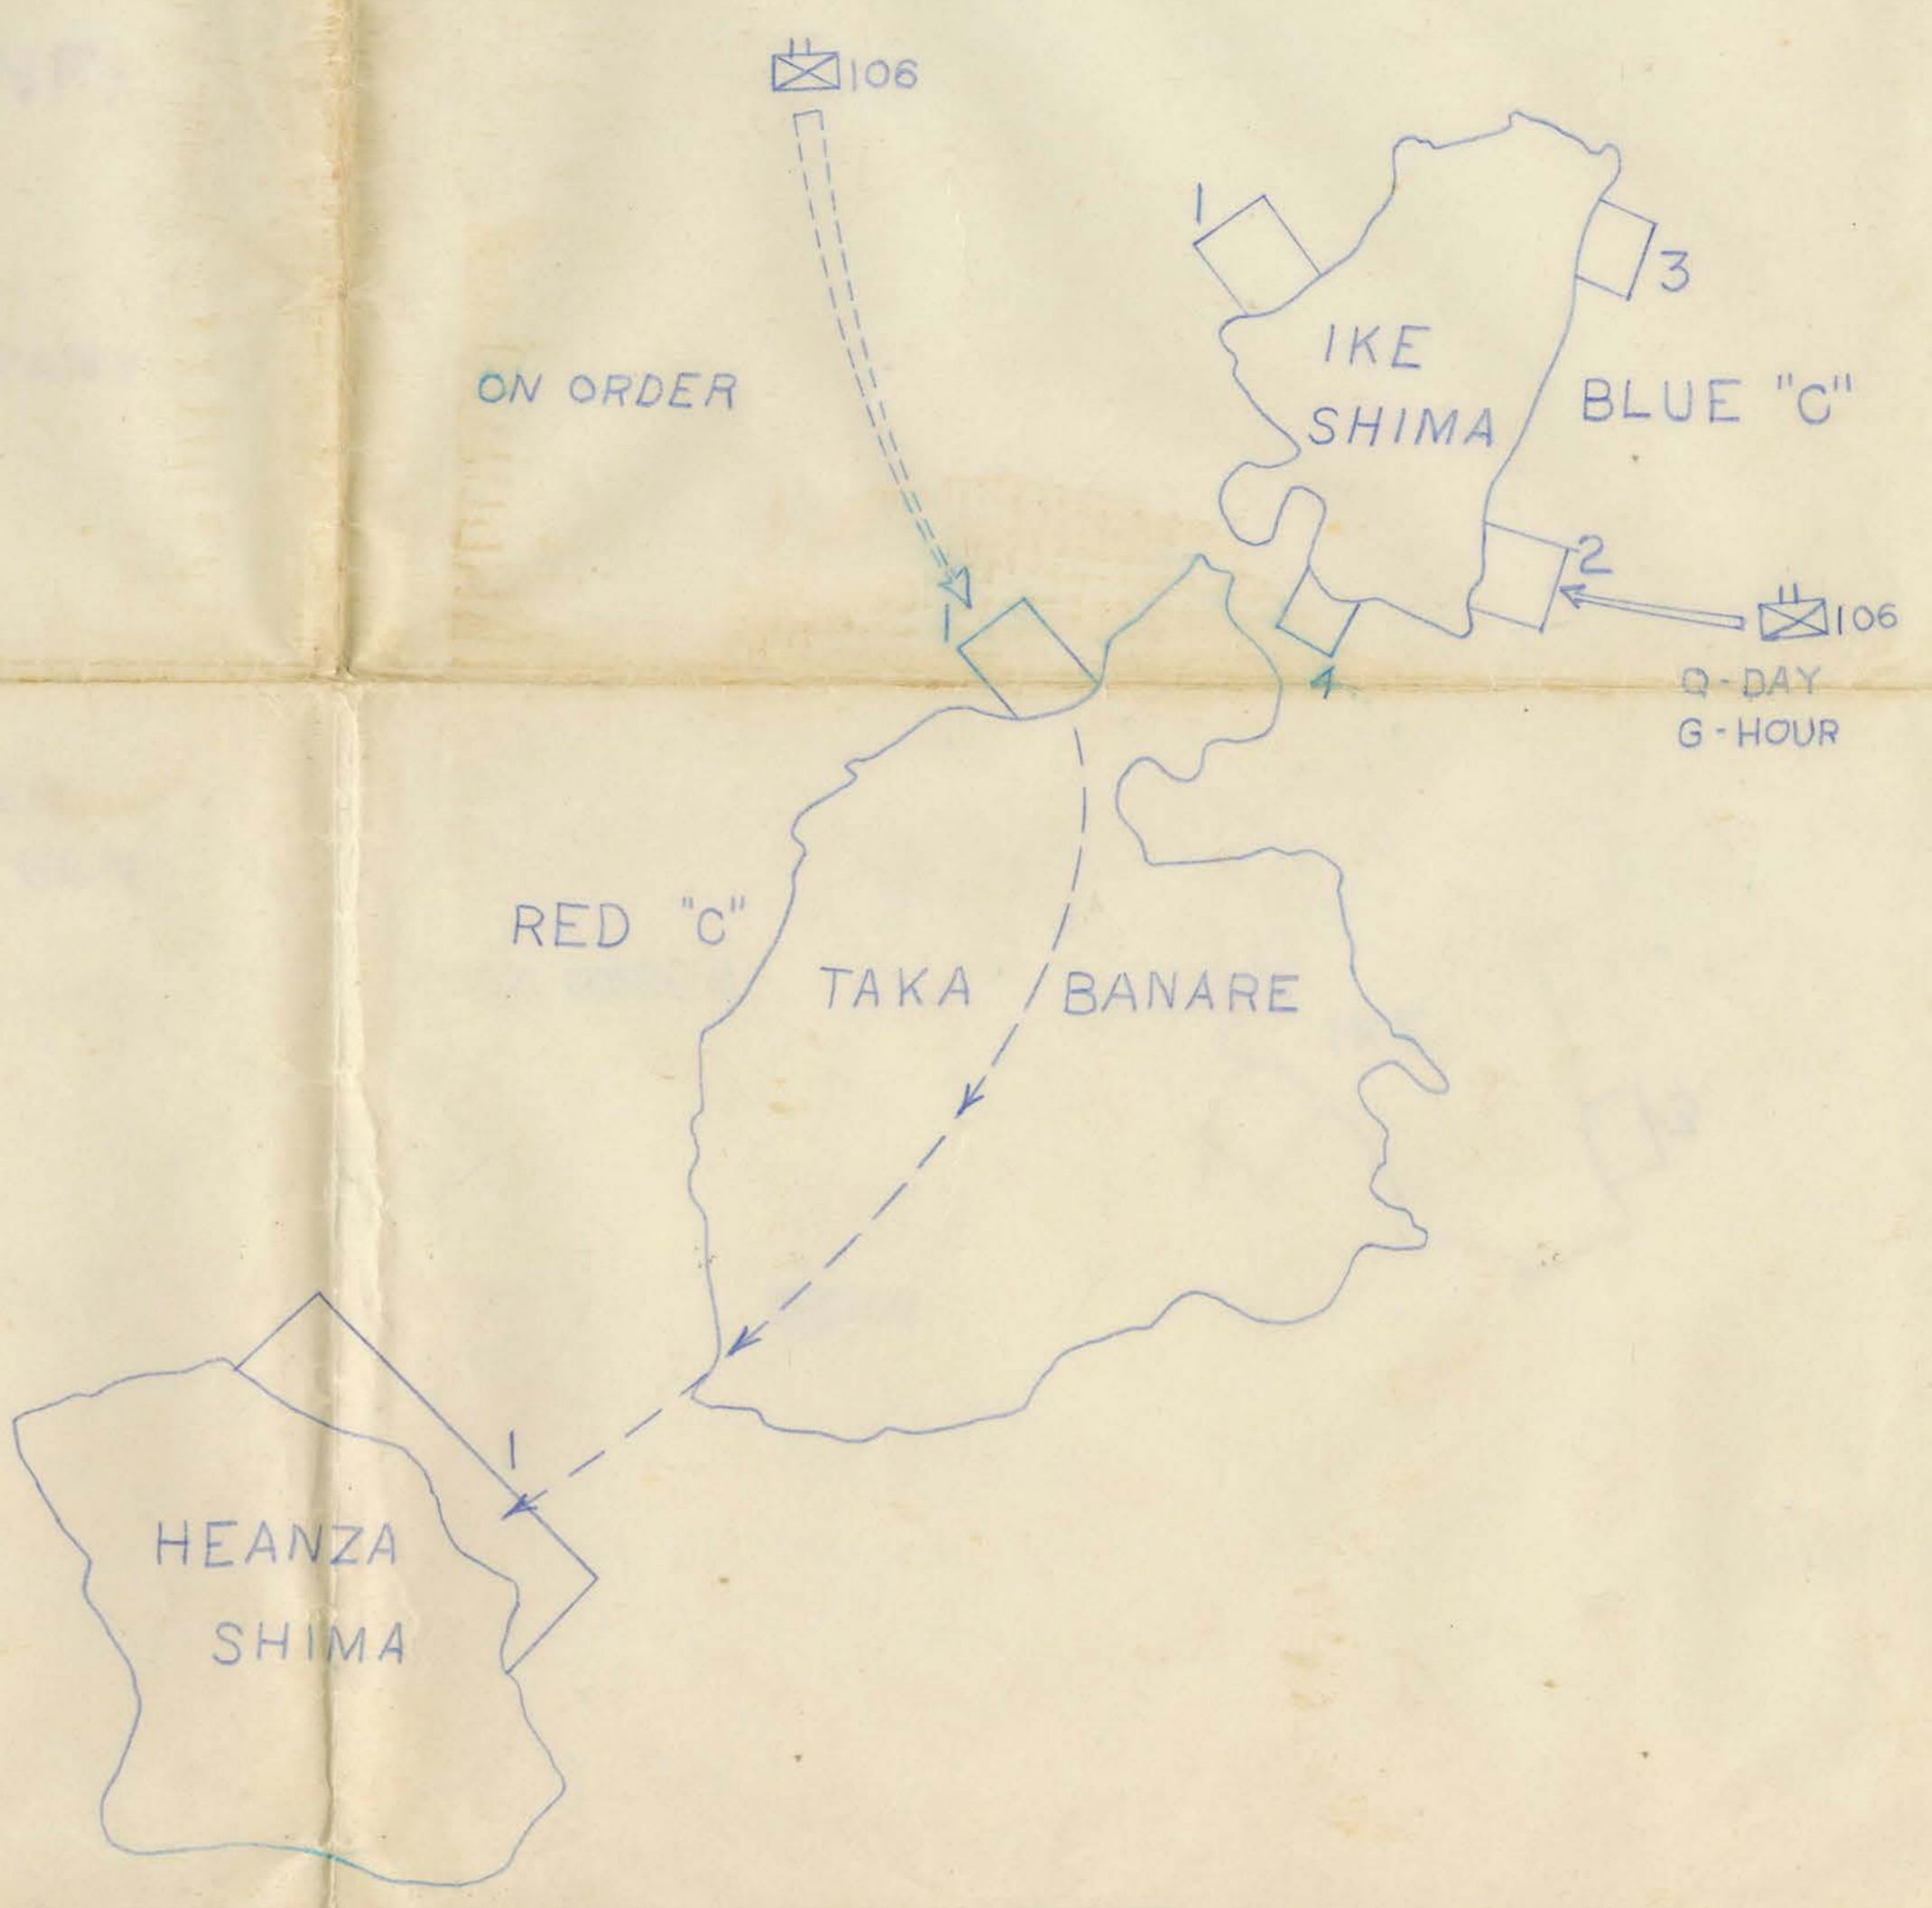 106
1
3
IKE
SHIMA
ON ORDER
BLUE "C"
2
106
1
4
Q-DAY
G-HOUR
RED "C"
TAKA BANARE
1
HEANZA
SHIMA